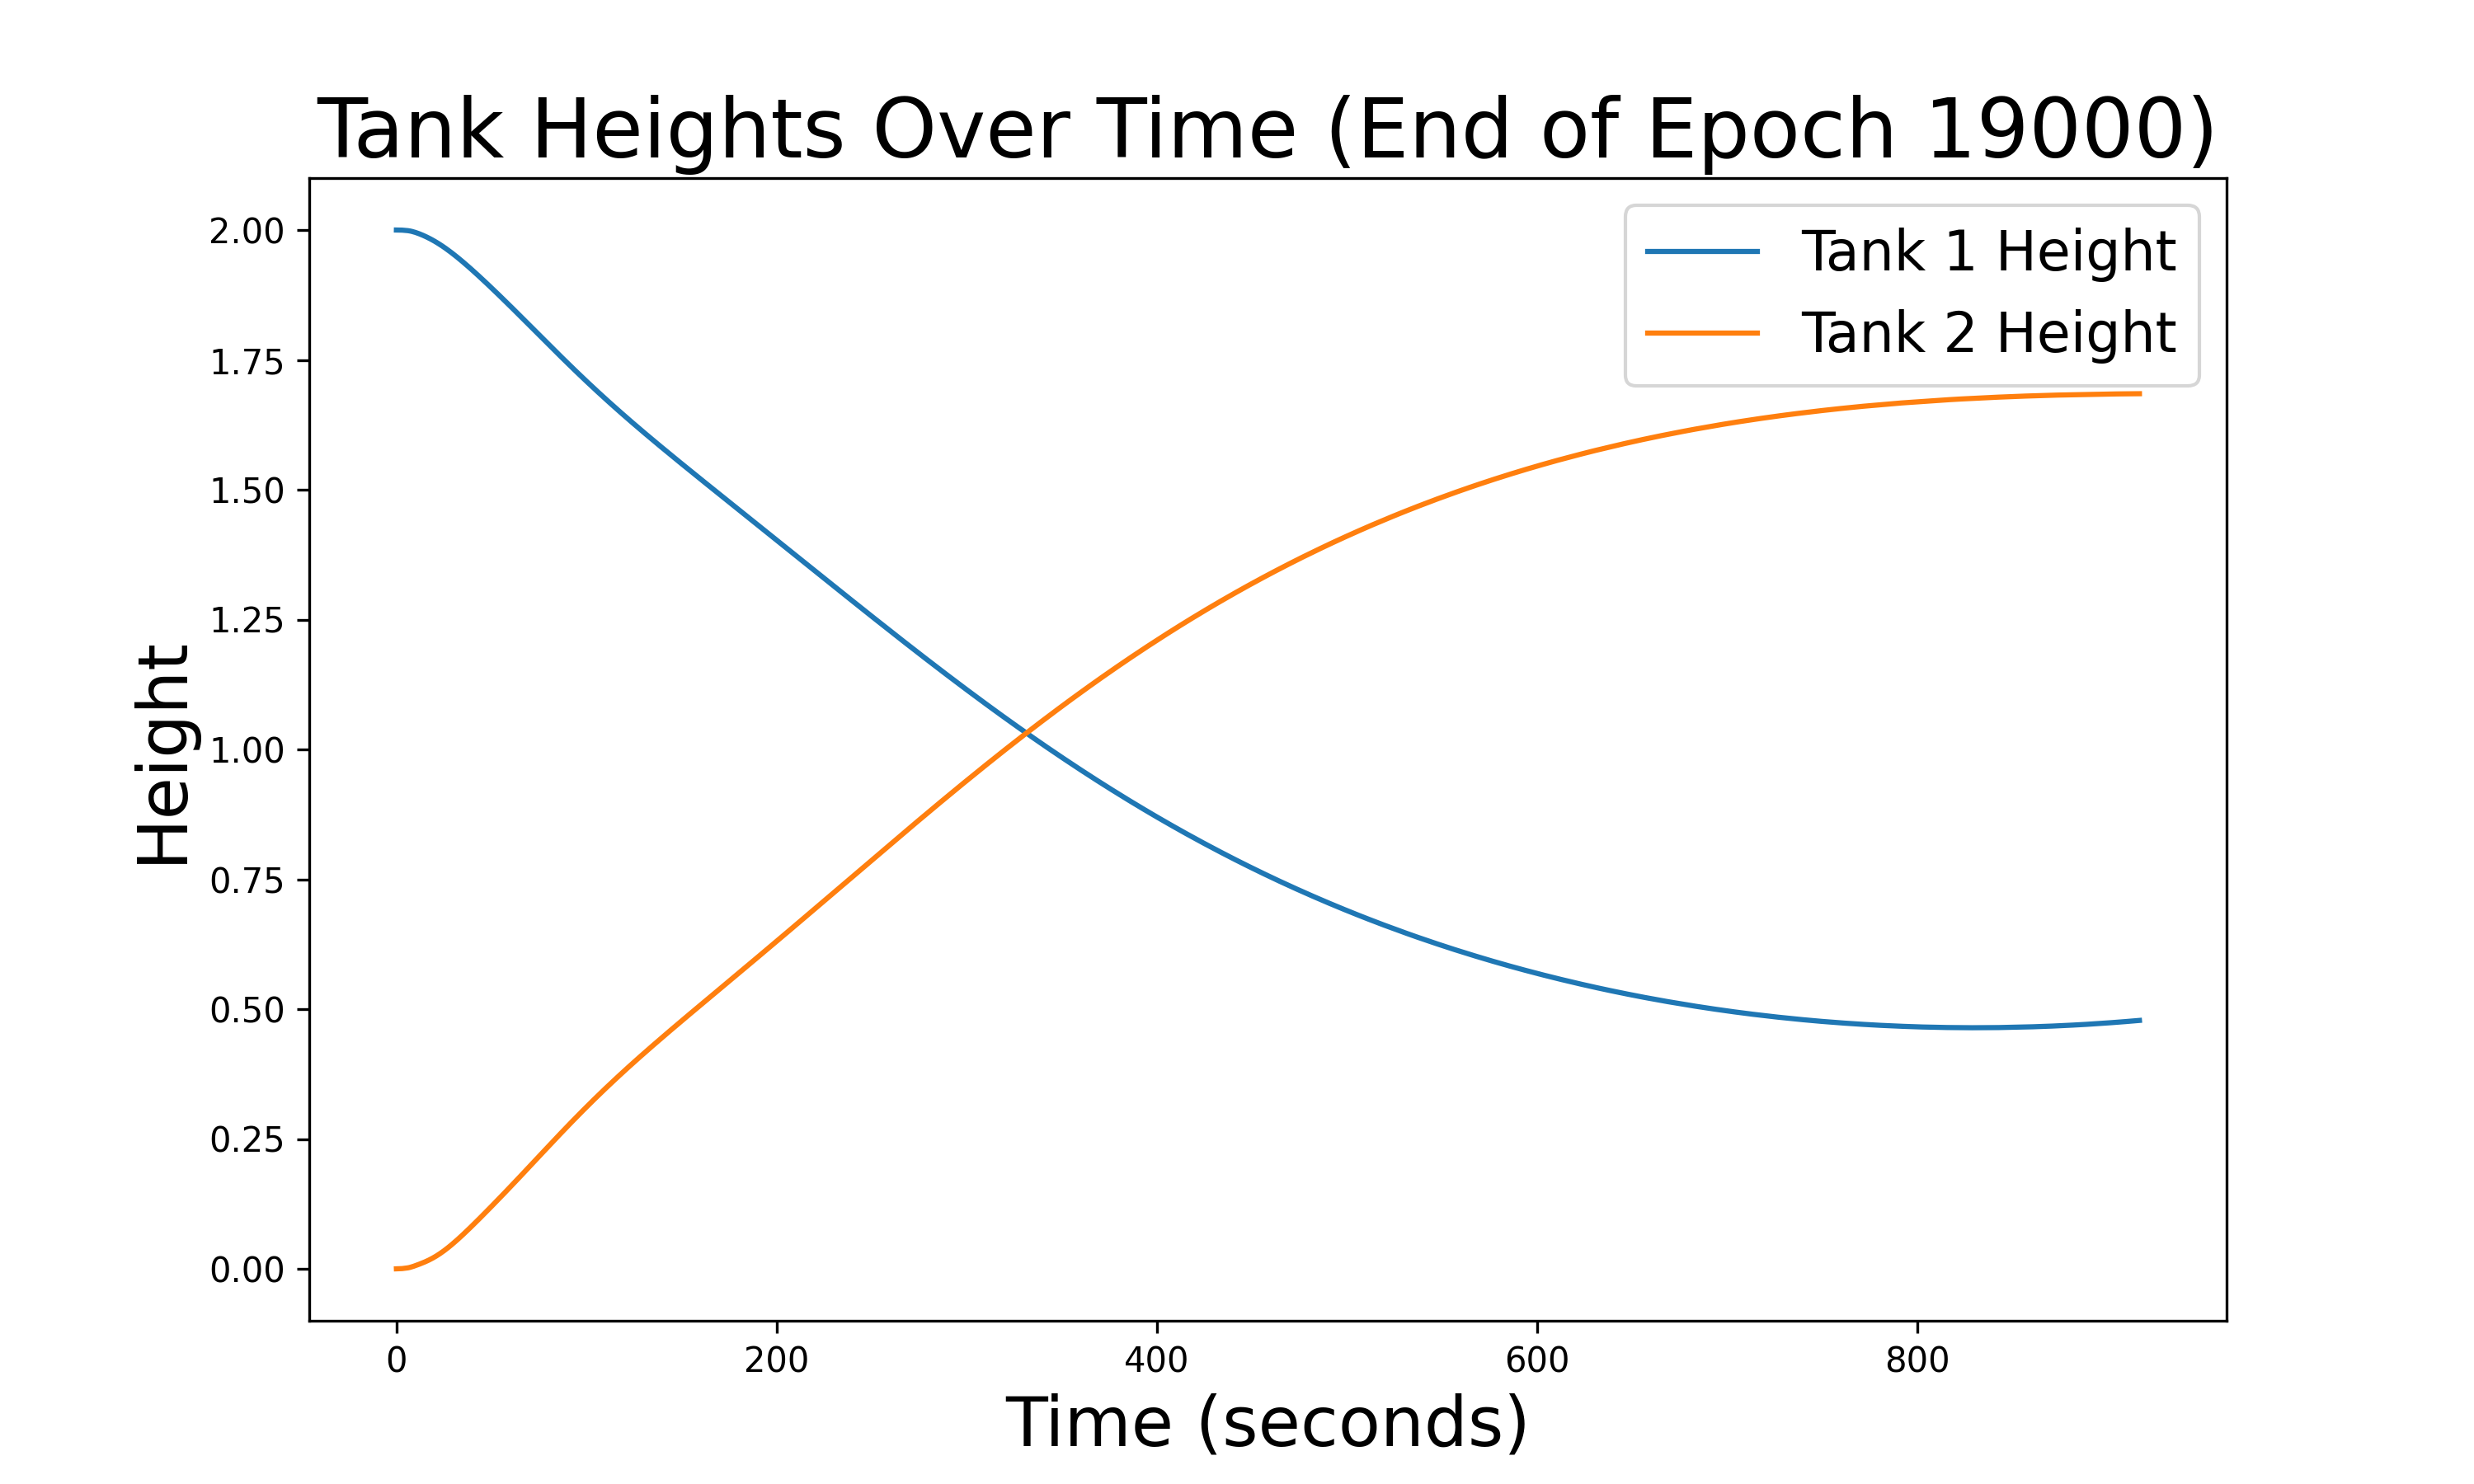 Tank Heights Over Time (End of Epoch 19000)
Tank 1 Height
Tank 2 Height
Height
2.00
1.75
1.50
1.25
1.00
0.75
0.50
0.25
0.00
0 200 400 600 800
Time (seconds)